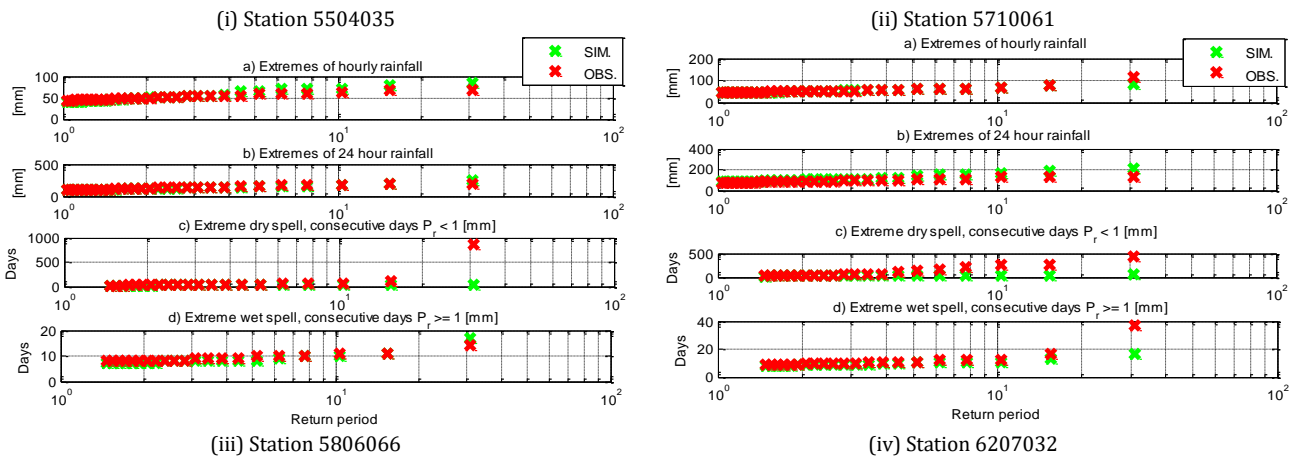 (i) Station 5504035
SIM.
OBS.
a) Extremes of hourly rainfall
100
50
0
[mm]
10^0
10^1
10^2
b) Extremes of 24 hour rainfall
500
0
[mm]
10^0
10^1
10^2
c) Extreme dry spell, consecutive days P_r < 1 [mm]
1000
500
0
Days
10^0
10^1
10^2
d) Extreme wet spell, consecutive days P_r >= 1 [mm]
20
10
0
Days
10^0
10^1
10^2
Return period
(iii) Station 5806066
(ii) Station 5710061
SIM.
OBS.
a) Extremes of hourly rainfall
200
100
0
[mm]
10^0
10^1
10^2
b) Extremes of 24 hour rainfall
400
200
0
[mm]
10^0
10^1
10^2
c) Extreme dry spell, consecutive days P_r < 1 [mm]
500
0
Days
10^0
10^1
10^2
d) Extreme wet spell, consecutive days P_r >= 1 [mm]
40
20
0
Days
10^0
10^1
10^2
Return period
(iv) Station 6207032